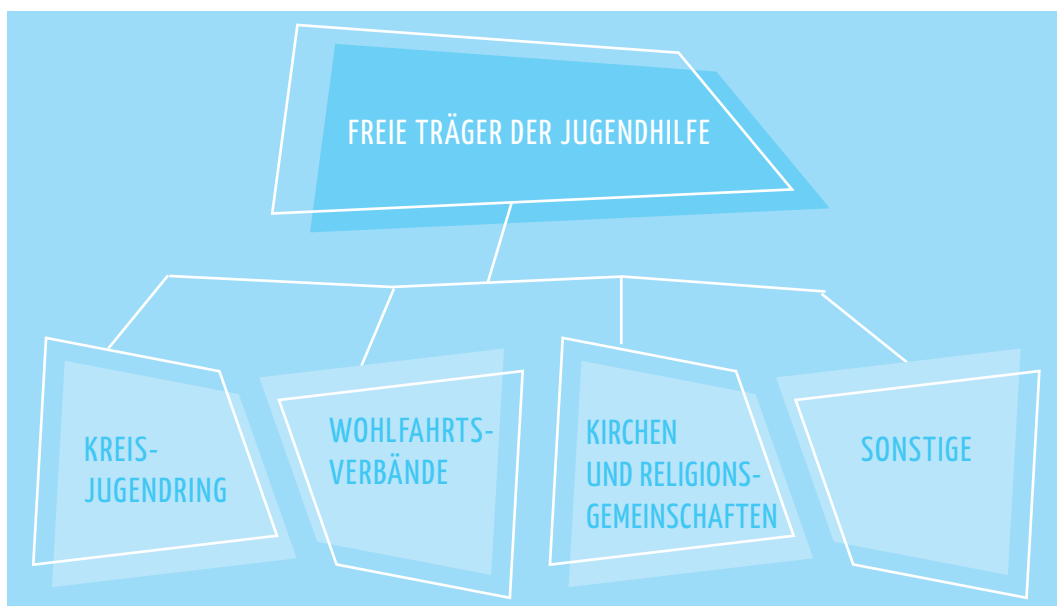 FREIE TRÄGER DER JUGENDHILFE
KREIS-
JUGENDRING
WOHLFAHRTS-
VERBÄNDE
KIRCHEN
UND RELIGIONS-
GEMEINSCHAFTEN
SONSTIGE